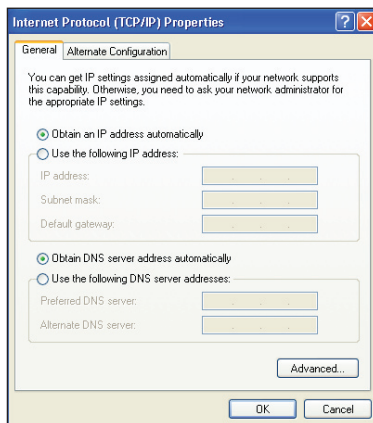 Internet Protocol (TCP/IP) Properties
General
Alternate Configuration
You can get IP settings assigned automatically if your network supports
this capability. Otherwise, you need to ask your network administrator for
the appropriate IP settings.
Obtain an IP address automatically
Use the following IP address:
IP address:
Subnet mask:
Default gateway:
Obtain DNS server address automatically
Use the following DNS server addresses:
Preferred DNS server:
Alternate DNS server:
Advanced...
OK
Cancel